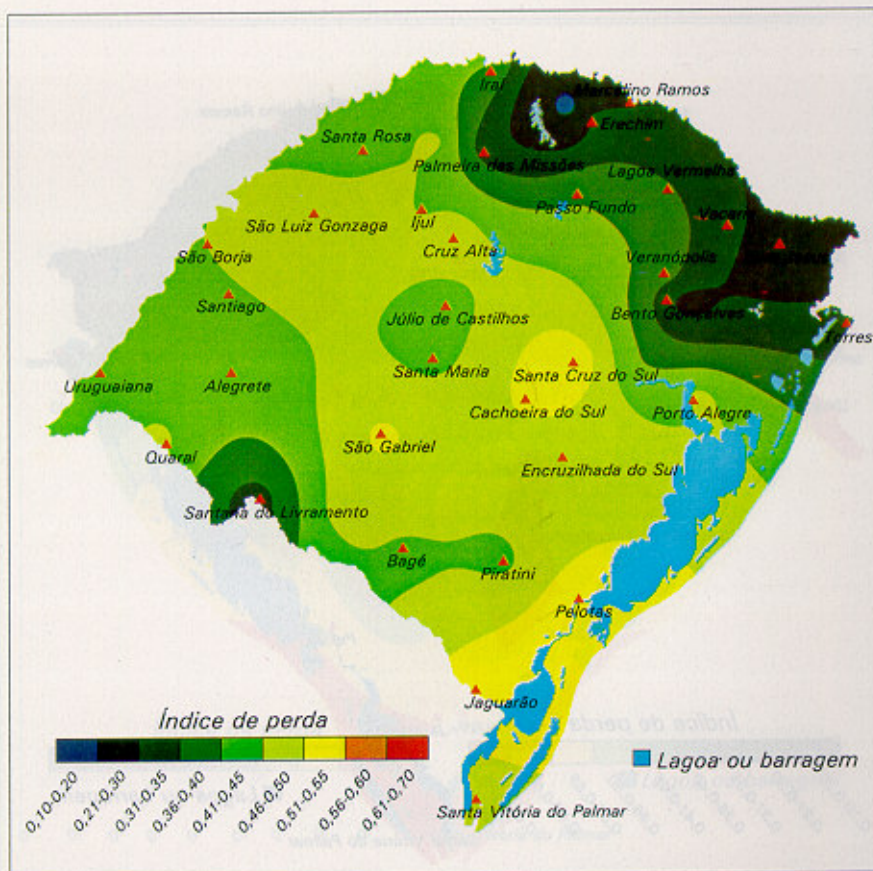 Iraí
Marcelino Ramos
Erechim
Santa Rosa
Palmeira das Missões
Lagoa Vermelha
Passo Fundo
Vacaria
São Luiz Gonzaga
Ijuí
Cruz Alta
São Borja
Veranópolis
Bom Jesus
Santiago
Júlio de Castilhos
Bento Gonçalves
Torres
Uruguaiana
Alegrete
Santa Maria
Santa Cruz do Sul
Cachoeira do Sul
Porto Alegre
Quaraí
São Gabriel
Encruzilhada do Sul
Santana do Livramento
Bagé
Piratini
Pelotas
Jaguarão
Santa Vitória do Palmar
Índice de perda
0,10-0,20
0,21-0,30
0,31-0,35
0,36-0,40
0,41-0,45
0,46-0,50
0,51-0,55
0,56-0,60
0,61-0,70
Lagoa ou barragem